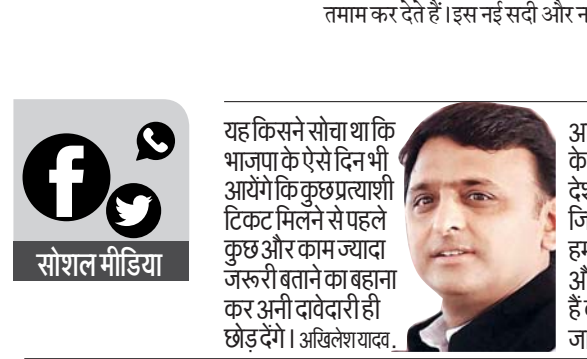 तमाम कर देते हैं । इस नई सदी और न
सोशल मीडिया
यह किसने सोचा था कि
भाजपा के ऐसे दिन भी
आयेंगे कि कुछ प्रत्याशी
टिकट मिलने से पहले
कुछ और काम ज्यादा
जरूरी बताने का बहाना
कर अनी दावेदारी ही
छोड़ देंगे । अखिलेश यादव.
अ
के
देश
जि
हम
औ
हैं
जा